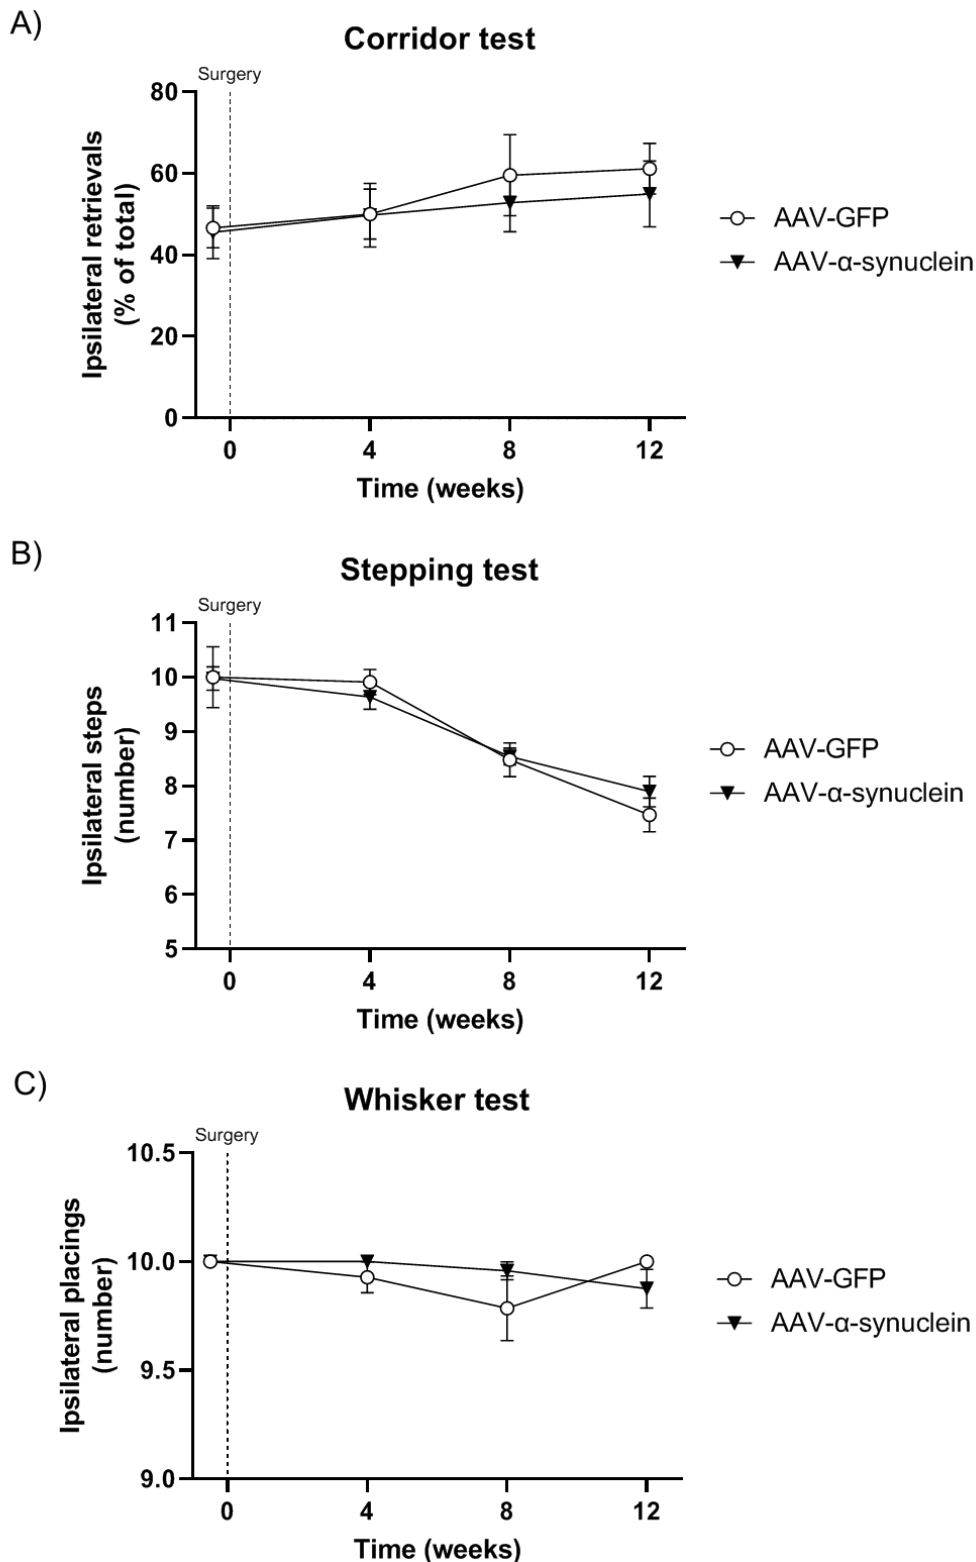 A)
Corridor test
Surgery
80
60
40
20
0
Ipsilateral retrievals
(% of total)
0 4 8 12
Time (weeks)
AAV-GFP
AAV-α-synuclein
B)
Stepping test
Surgery
11
10
9
8
7
6
5
Ipsilateral steps
(number)
0 4 8 12
Time (weeks)
AAV-GFP
AAV-α-synuclein
C)
Whisker test
Surgery
10.5
10.0
9.5
9.0
Ipsilateral placings
(number)
0 4 8 12
Time (weeks)
AAV-GFP
AAV-α-synuclein